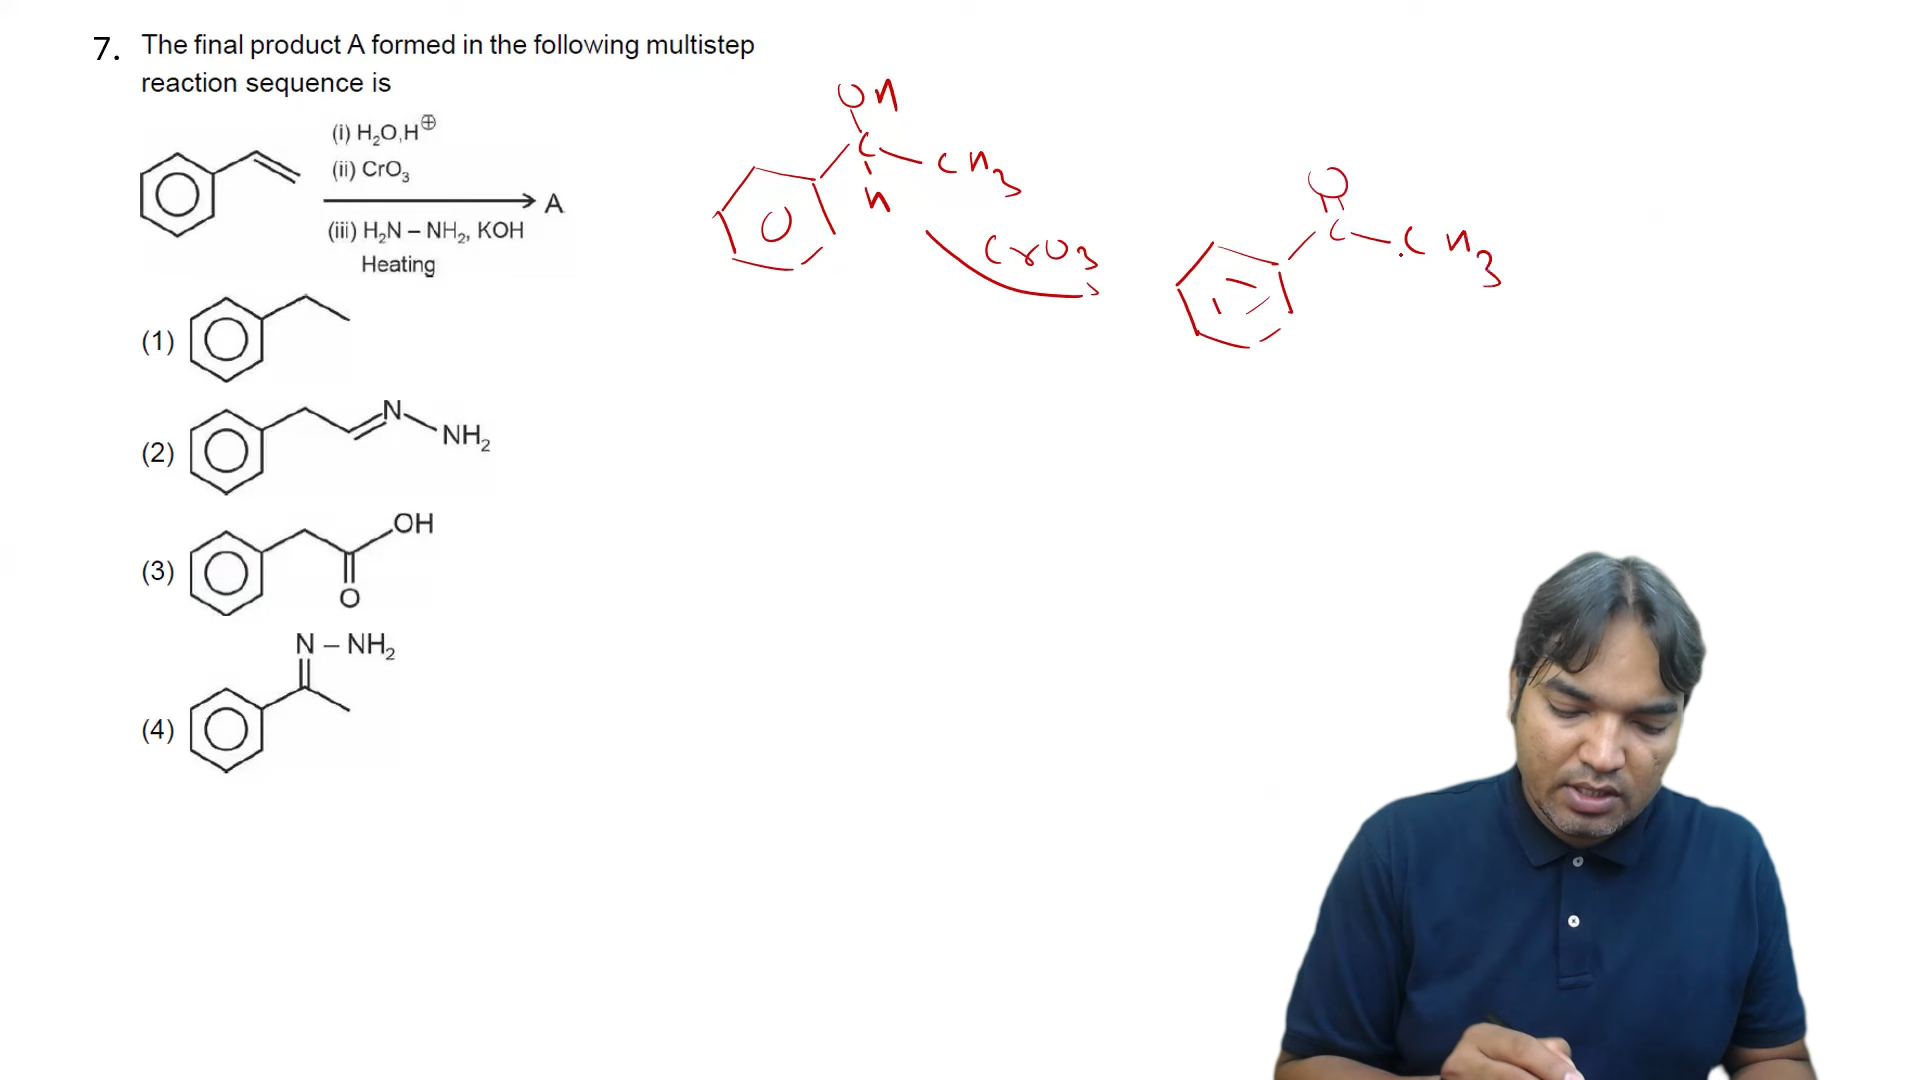 7. The final product A formed in the following multistep
reaction sequence is
(i) H₂O,H⊕
(ii) CrO₃
A
(iii) H₂N – NH₂, KOH
Heating
(1)
(2)
N
NH₂
(3)
OH
O
(4)
N – NH₂
OH
C
CH₃
H
CrO₃
O
C
CH₃